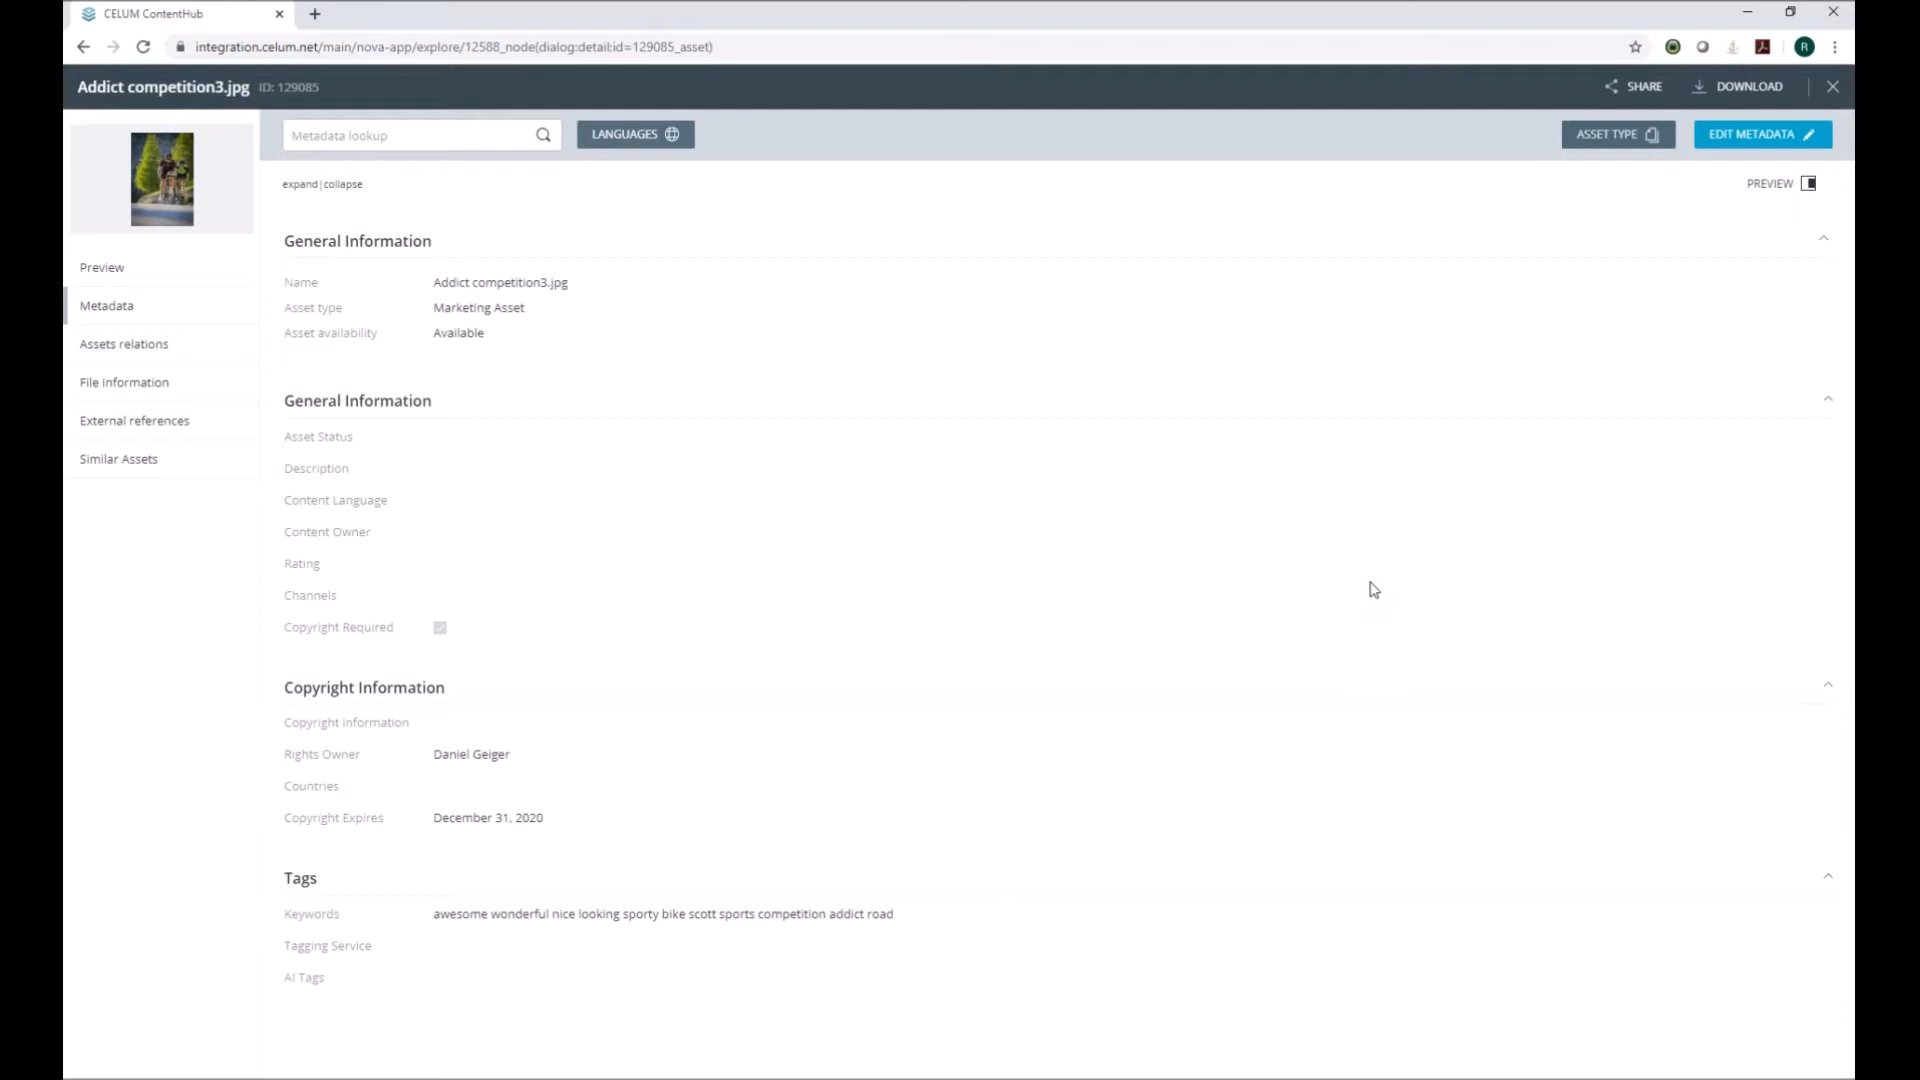 CELUM ContentHub
integration.celum.net/main/nova-app/explore/12588_node(dialog:detail;id=129085_asset)
R
Addict competition3.jpg ID: 129085
SHARE
DOWNLOAD
Metadata lookup
LANGUAGES
ASSET TYPE
EDIT METADATA
expand|collapse
PREVIEW
Preview
Metadata
Assets relations
File information
External references
Similar Assets
General Information
Name Addict competition3.jpg
Asset type Marketing Asset
Asset availability Available
General Information
Asset Status
Description
Content Language
Content Owner
Rating
Channels
Copyright Required
Copyright Information
Copyright information
Rights Owner Daniel Geiger
Countries
Copyright Expires December 31, 2020
Tags
Keywords awesome wonderful nice looking sporty bike scott sports competition addict road
Tagging Service
AI Tags